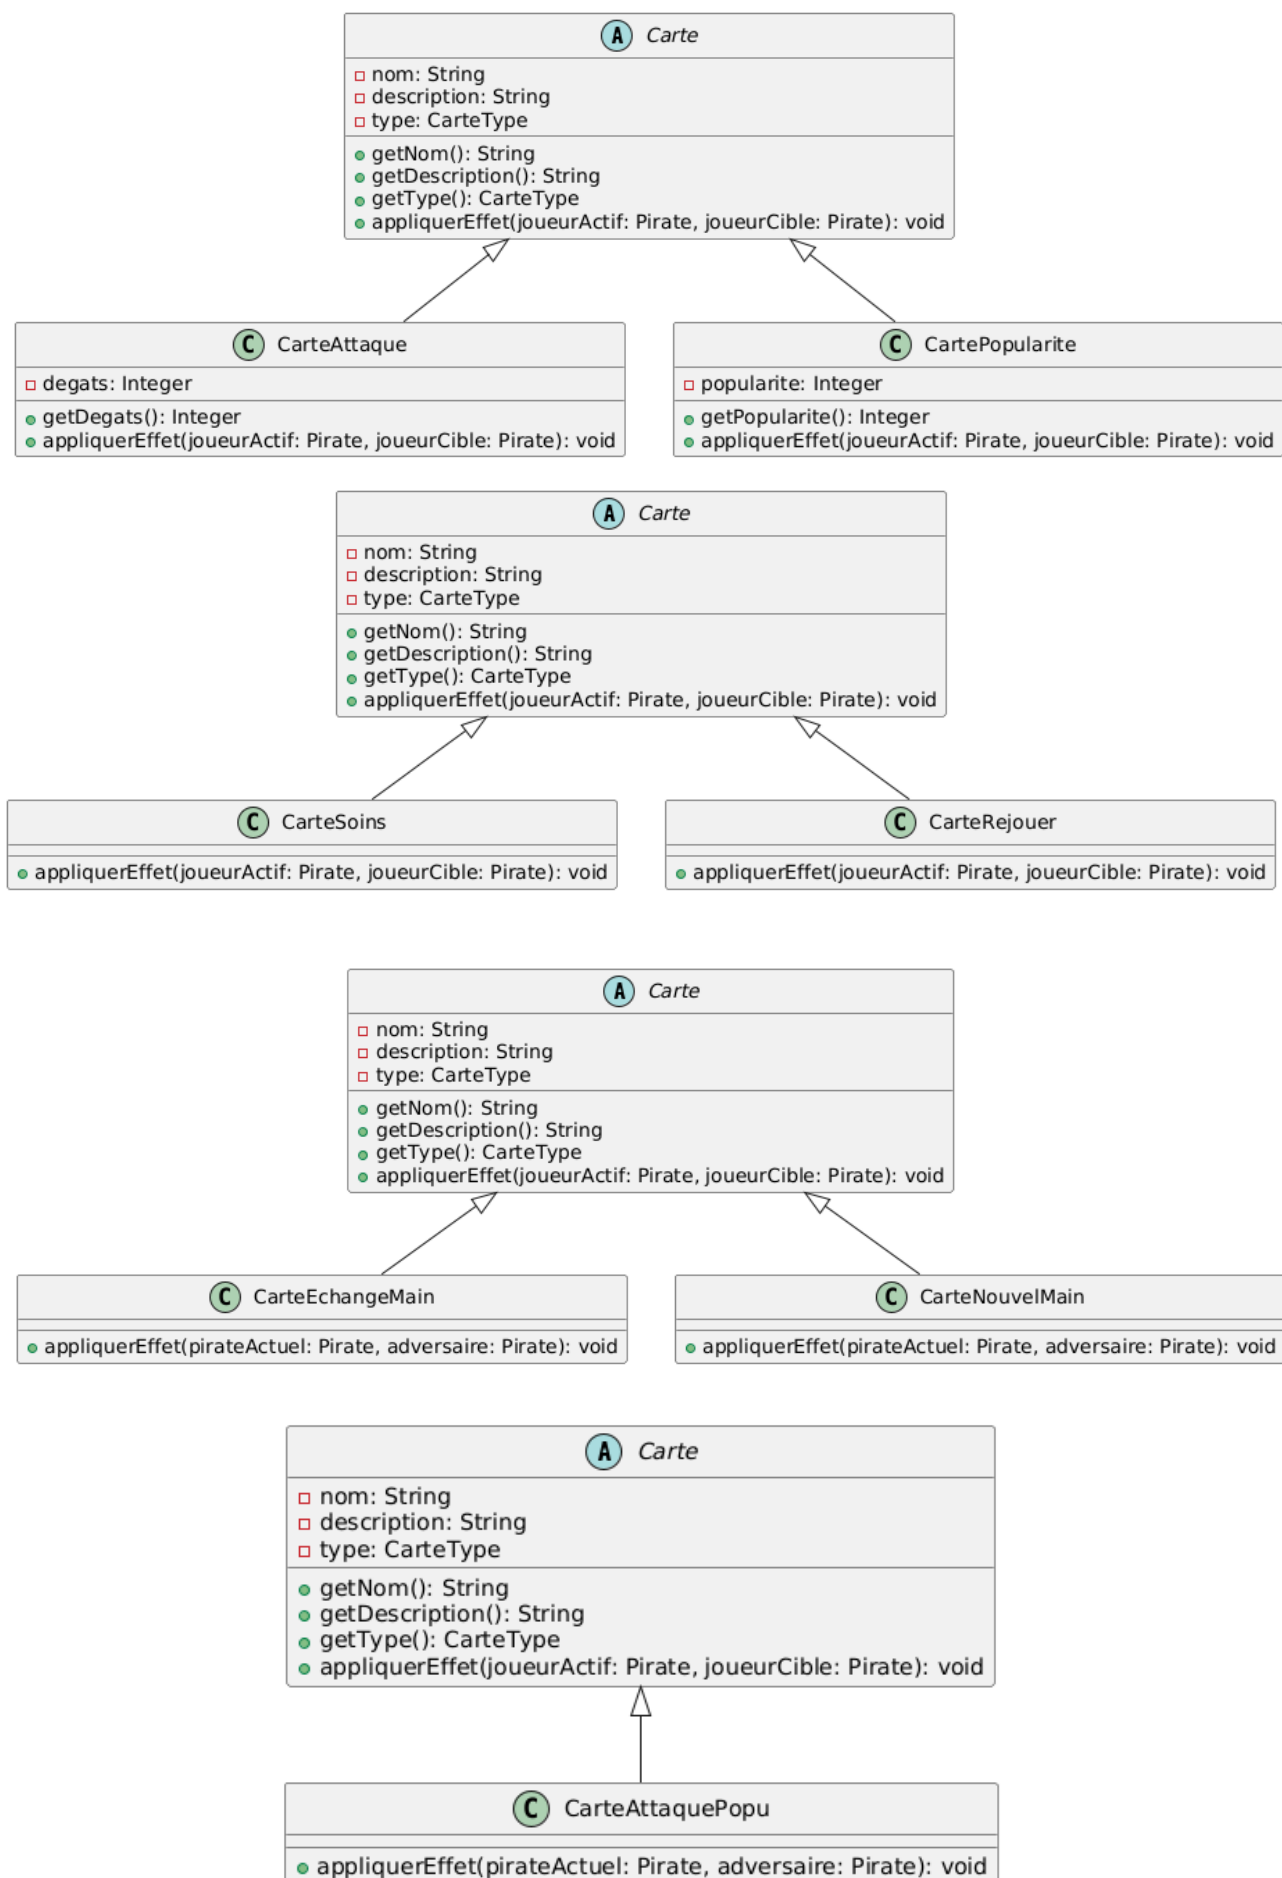 A Carte
nom: String
description: String
type: CarteType
getNom(): String
getDescription(): String
getType(): CarteType
appliquerEffet(joueurActif: Pirate, joueurCible: Pirate): void
C CarteAttaque
degats: Integer
getDegats(): Integer
appliquerEffet(joueurActif: Pirate, joueurCible: Pirate): void
C CartePopularite
popularite: Integer
getPopularite(): Integer
appliquerEffet(joueurActif: Pirate, joueurCible: Pirate): void
A Carte
nom: String
description: String
type: CarteType
getNom(): String
getDescription(): String
getType(): CarteType
appliquerEffet(joueurActif: Pirate, joueurCible: Pirate): void
C CarteSoins
appliquerEffet(joueurActif: Pirate, joueurCible: Pirate): void
C CarteRejouer
appliquerEffet(joueurActif: Pirate, joueurCible: Pirate): void
A Carte
nom: String
description: String
type: CarteType
getNom(): String
getDescription(): String
getType(): CarteType
appliquerEffet(joueurActif: Pirate, joueurCible: Pirate): void
C CarteEchangeMain
appliquerEffet(pirateActuel: Pirate, adversaire: Pirate): void
C CarteNouvelMain
appliquerEffet(pirateActuel: Pirate, adversaire: Pirate): void
A Carte
nom: String
description: String
type: CarteType
getNom(): String
getDescription(): String
getType(): CarteType
appliquerEffet(joueurActif: Pirate, joueurCible: Pirate): void
C CarteAttaquePopu
appliquerEffet(pirateActuel: Pirate, adversaire: Pirate): void